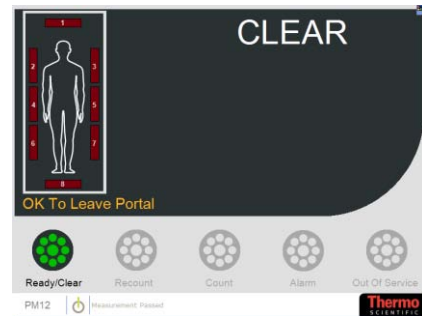 CLEAR
1
2 3
4 5
6 7
8
OK To Leave Portal
Ready/Clear Recount Count Alarm Out Of Service
PM12 Measurement Passed
Thermo
SCIENTIFIC